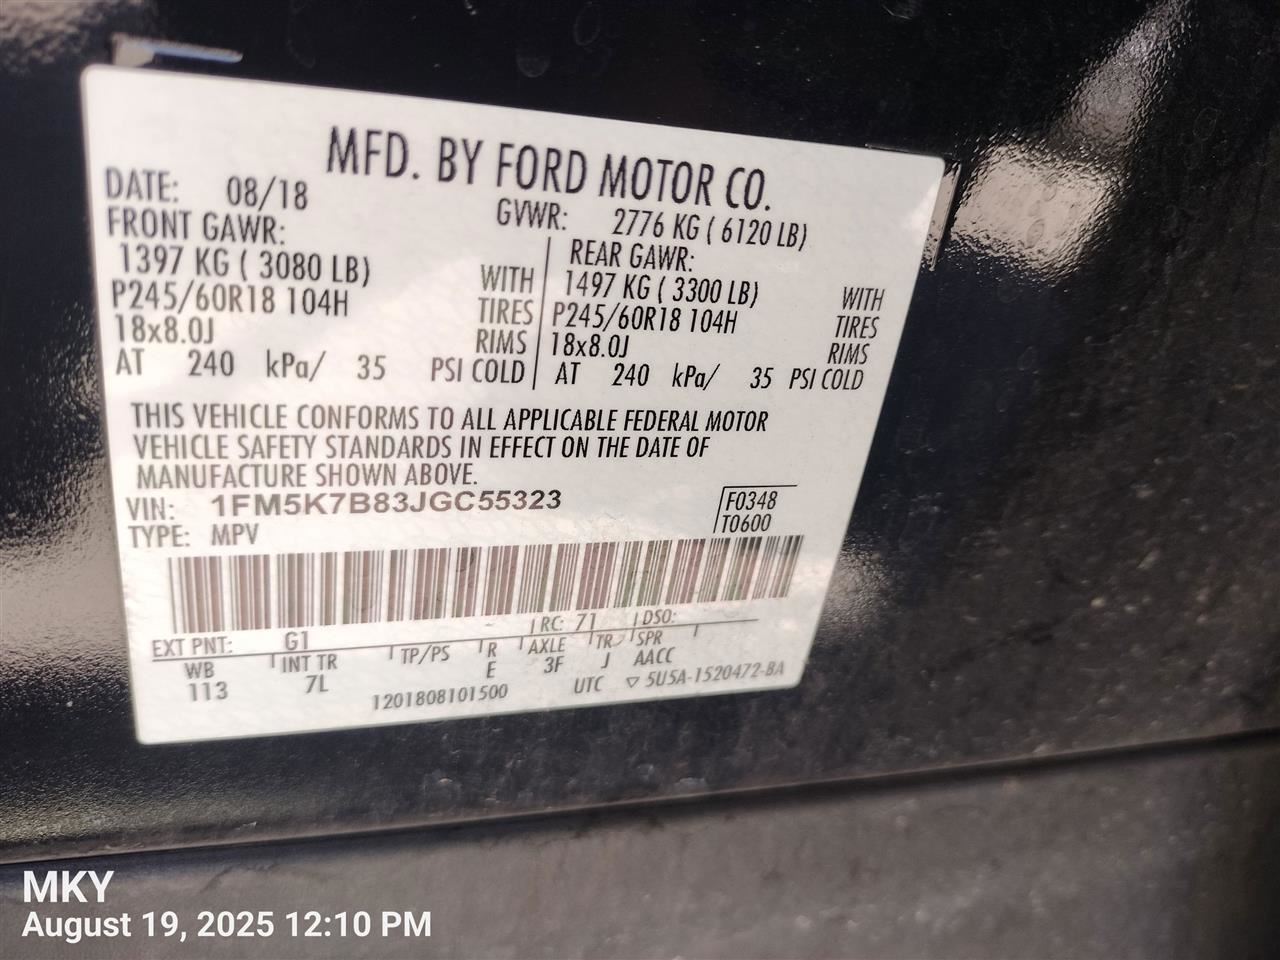 MFD. BY FORD MOTOR CO.
DATE: 08/18 GVWR: 2776 KG ( 6120 LB)
FRONT GAWR: REAR GAWR:
1397 KG ( 3080 LB) WITH 1497 KG ( 3300 LB) WITH
P245/60R18 104H TIRES P245/60R18 104H TIRES
18x8.0J RIMS 18x8.0J RIMS
AT 240 kPa/ 35 PSI COLD AT 240 kPa/ 35 PSI COLD
THIS VEHICLE CONFORMS TO ALL APPLICABLE FEDERAL MOTOR
VEHICLE SAFETY STANDARDS IN EFFECT ON THE DATE OF
MANUFACTURE SHOWN ABOVE.
VIN: 1FM5K7B83JGC55323 F0348
TYPE: MPV T0600
EXT PNT: G1 RC: 71 DSO:
WB INT TR TP/PS R AXLE TR SPR
113 7L E 3F J AACC
1201808101500 UTC ▽ 5U5A-1520472-BA
MKY
August 19, 2025 12:10 PM